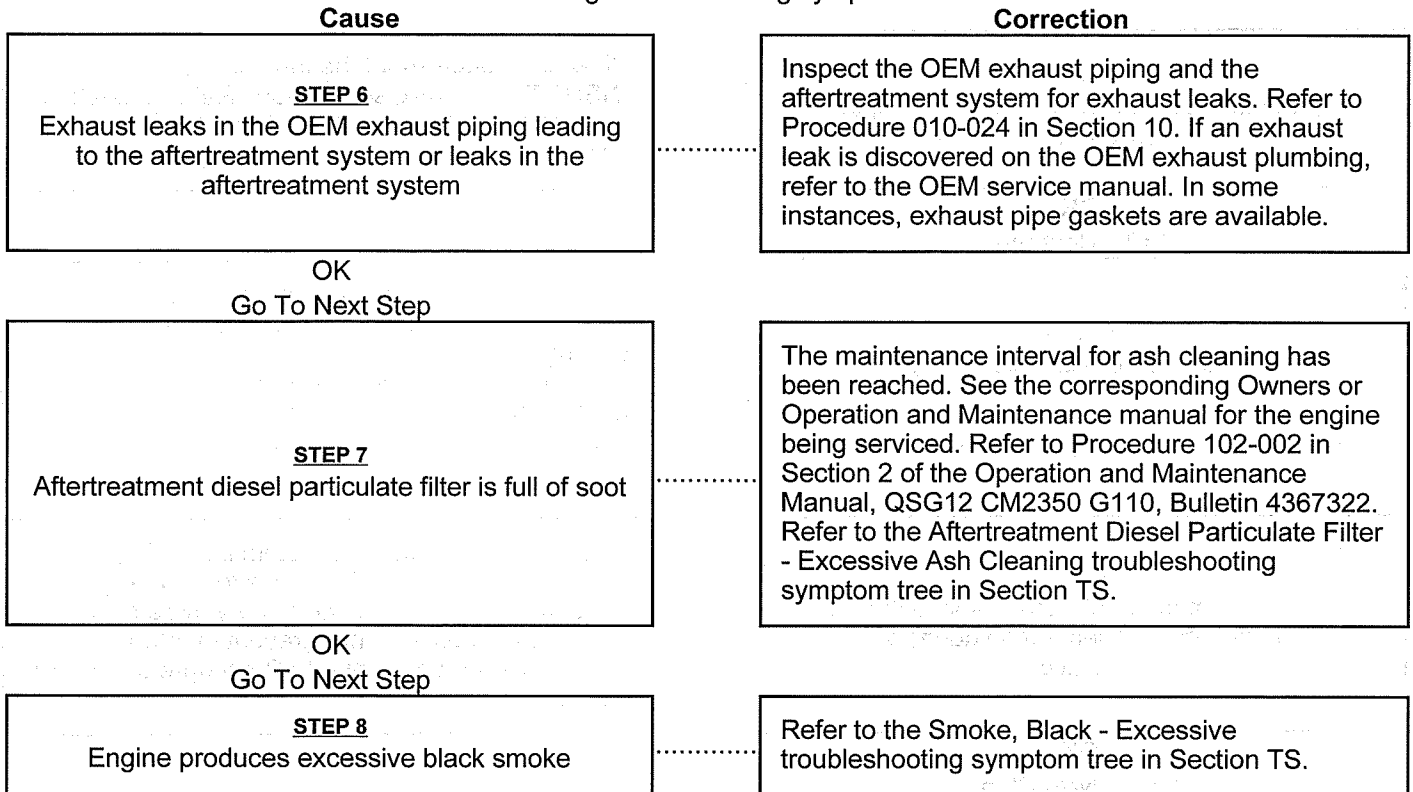 Cause
Correction
STEP 6
Exhaust leaks in the OEM exhaust piping leading
to the aftertreatment system or leaks in the
aftertreatment system
Inspect the OEM exhaust piping and the
aftertreatment system for exhaust leaks. Refer to
Procedure 010-024 in Section 10. If an exhaust
leak is discovered on the OEM exhaust plumbing,
refer to the OEM service manual. In some
instances, exhaust pipe gaskets are available.
OK
Go To Next Step
STEP 7
Aftertreatment diesel particulate filter is full of soot
The maintenance interval for ash cleaning has
been reached. See the corresponding Owners or
Operation and Maintenance manual for the engine
being serviced. Refer to Procedure 102-002 in
Section 2 of the Operation and Maintenance
Manual, QSG12 CM2350 G110, Bulletin 4367322.
Refer to the Aftertreatment Diesel Particulate Filter
- Excessive Ash Cleaning troubleshooting
symptom tree in Section TS.
OK
Go To Next Step
STEP 8
Engine produces excessive black smoke
Refer to the Smoke, Black - Excessive
troubleshooting symptom tree in Section TS.